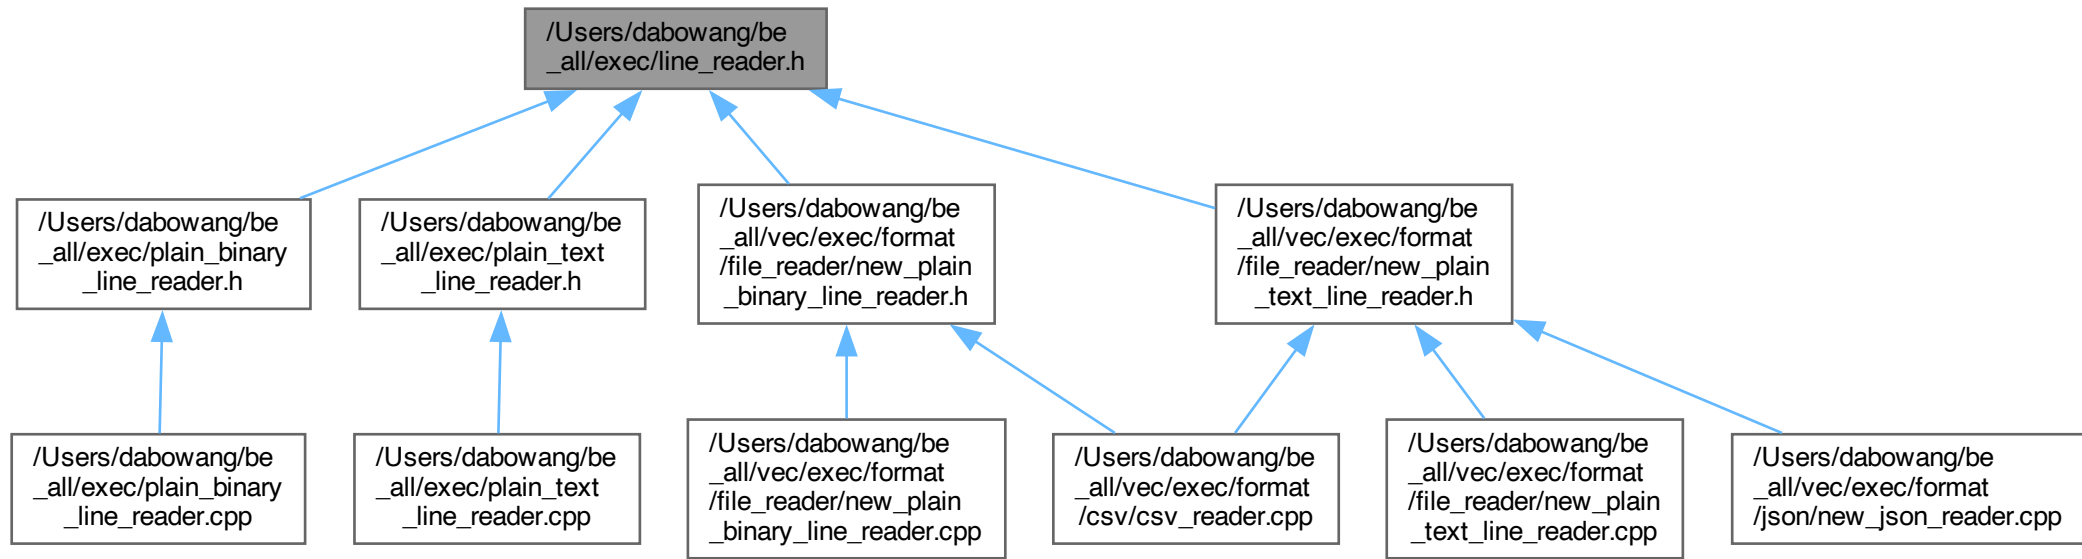 /Users/dabowang/be
_all/exec/line_reader.h
/Users/dabowang/be
_all/exec/plain_binary
_line_reader.h
/Users/dabowang/be
_all/exec/plain_text
_line_reader.h
/Users/dabowang/be
_all/vec/exec/format
/file_reader/new_plain
_binary_line_reader.h
/Users/dabowang/be
_all/vec/exec/format
/file_reader/new_plain
_text_line_reader.h
/Users/dabowang/be
_all/exec/plain_binary
_line_reader.cpp
/Users/dabowang/be
_all/exec/plain_text
_line_reader.cpp
/Users/dabowang/be
_all/vec/exec/format
/file_reader/new_plain
_binary_line_reader.cpp
/Users/dabowang/be
_all/vec/exec/format
/csv/csv_reader.cpp
/Users/dabowang/be
_all/vec/exec/format
/file_reader/new_plain
_text_line_reader.cpp
/Users/dabowang/be
_all/vec/exec/format
/json/new_json_reader.cpp